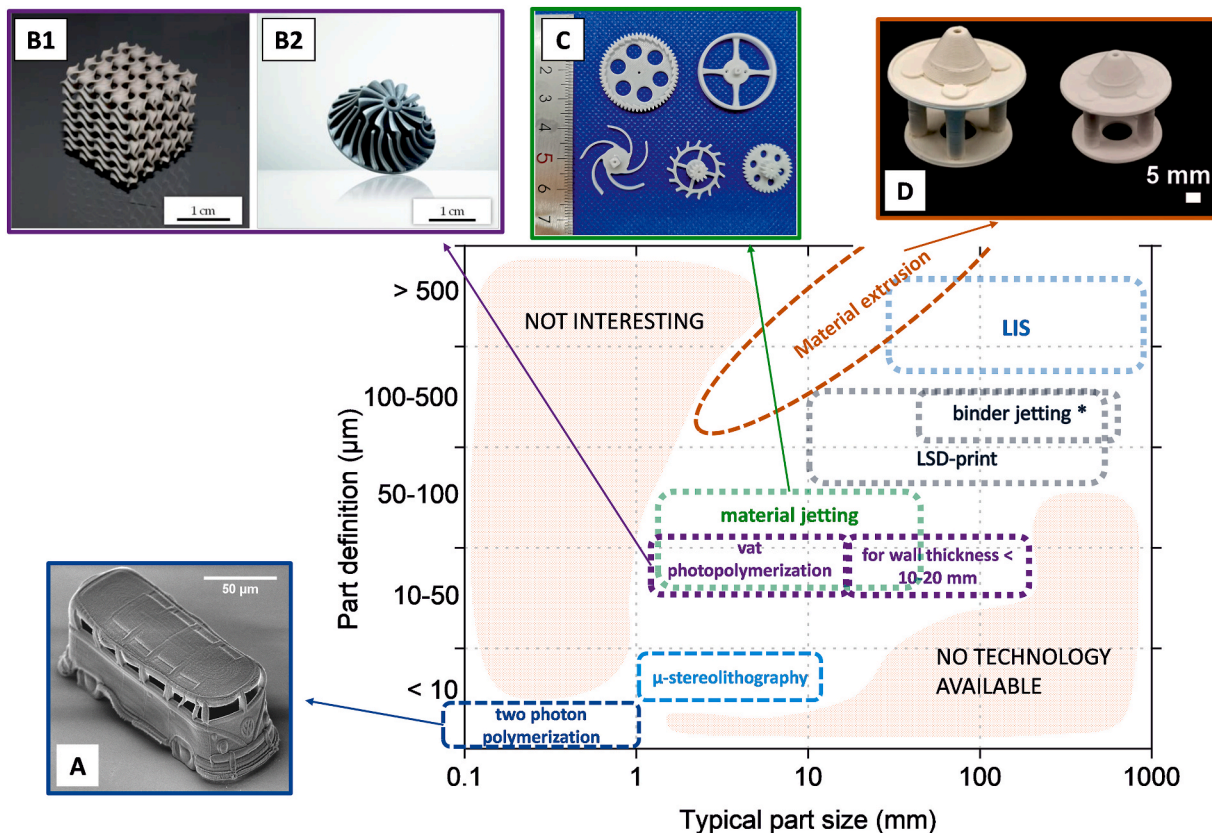 B1
B2
1 cm
1 cm
C
2
3
4
5
6
7
D
5 mm
> 500
NOT INTERESTING
Material extrusion
LIS
100-500
binder jetting *
LSD-print
Part definition (µm)
50-100
material jetting
vat
photopolymerization
for wall thickness <
10-20 mm
10-50
50 µm
A
NO TECHNOLOGY
AVAILABLE
µ-stereolithography
< 10
two photon
polymerization
0.1
1
10
100
1000
Typical part size (mm)